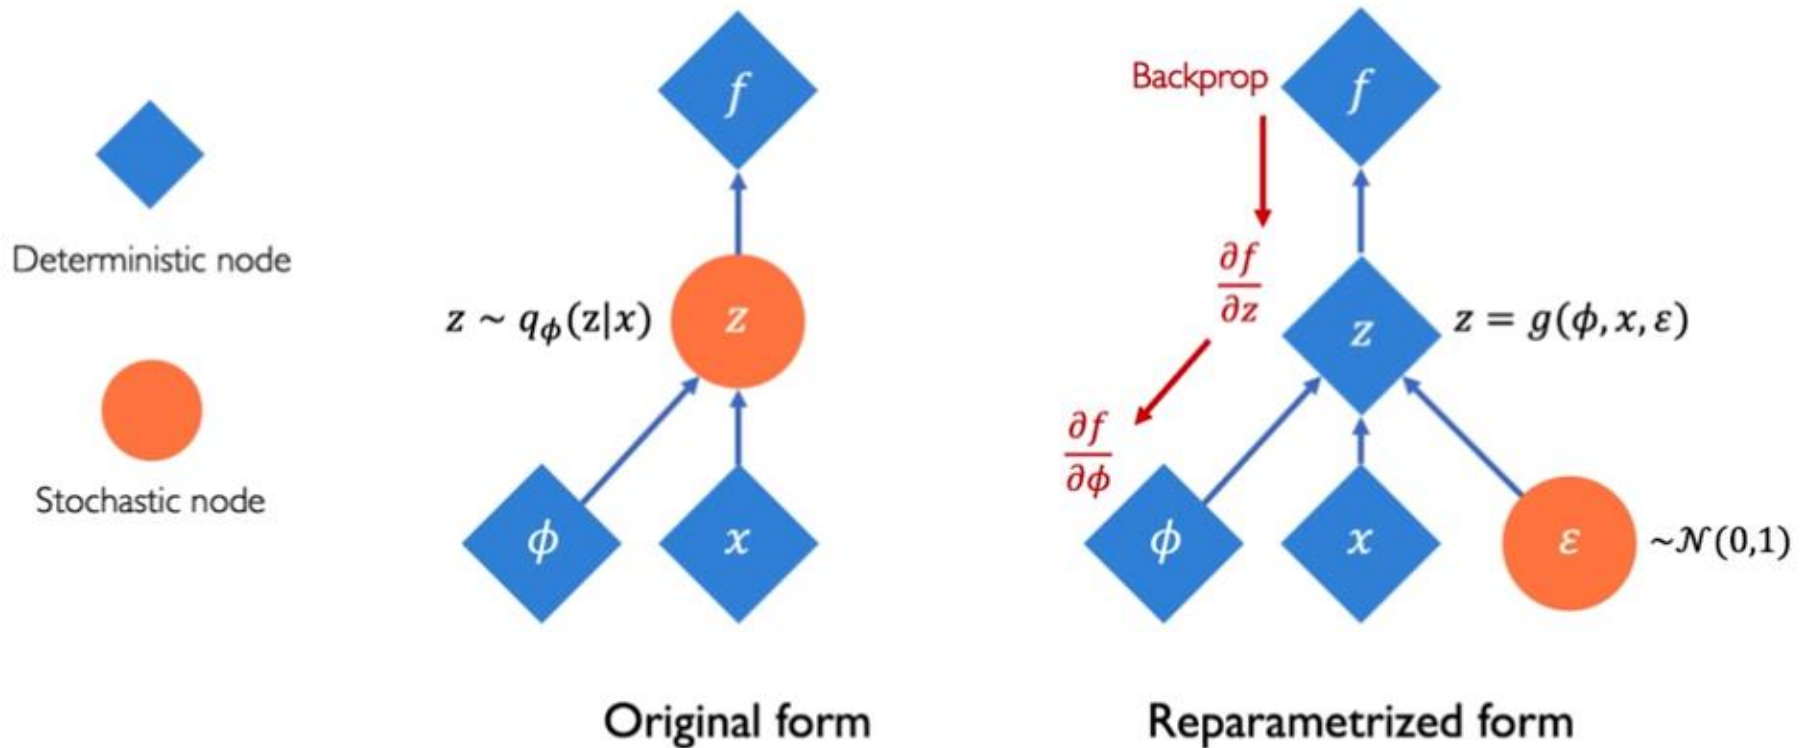 Deterministic node
Stochastic node
f
z ~ qϕ(z|x)
z
ϕ
x
Original form
Backprop
f
∂f
∂z
z
z = g(ϕ, x, ε)
∂f
∂ϕ
ϕ
x
ε
~𝒩(0,1)
Reparametrized form